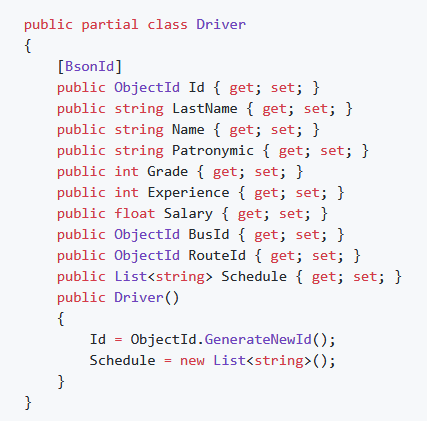 public partial class Driver
{
    [BsonId]
    public ObjectId Id { get; set; }
    public string LastName { get; set; }
    public string Name { get; set; }
    public string Patronymic { get; set; }
    public int Grade { get; set; }
    public int Experience { get; set; }
    public float Salary { get; set; }
    public ObjectId BusId { get; set; }
    public ObjectId RouteId { get; set; }
    public List<string> Schedule { get; set; }
    public Driver()
    {
        Id = ObjectId.GenerateNewId();
        Schedule = new List<string>();
    }
}